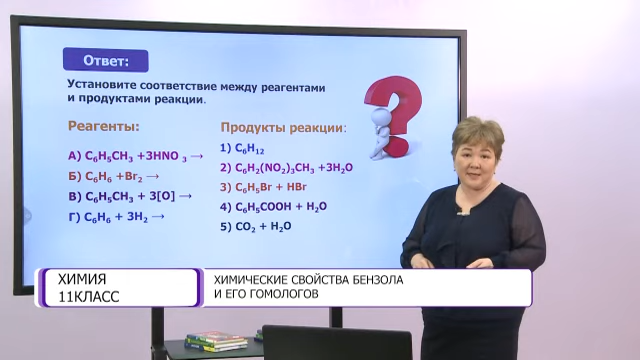 Ответ:
Установите соответствие между реагентами
и продуктами реакции.
Реагенты:
А) C₆H₅CH₃ +3HNO ₃ →
Б) C₆H₆ +Br₂ →
В) C₆H₅CH₃ + 3[O] →
Г) C₆H₆ + 3H₂ →
Продукты реакции:
1) C₆H₁₂
2) C₆H₂(NO₂)₃CH₃ +3H₂O
3) C₆H₅Br + HBr
4) C₆H₅COOH + H₂O
5) CO₂ + H₂O
ХИМИЯ
11КЛАСС
ХИМИЧЕСКИЕ СВОЙСТВА БЕНЗОЛА
И ЕГО ГОМОЛОГОВ